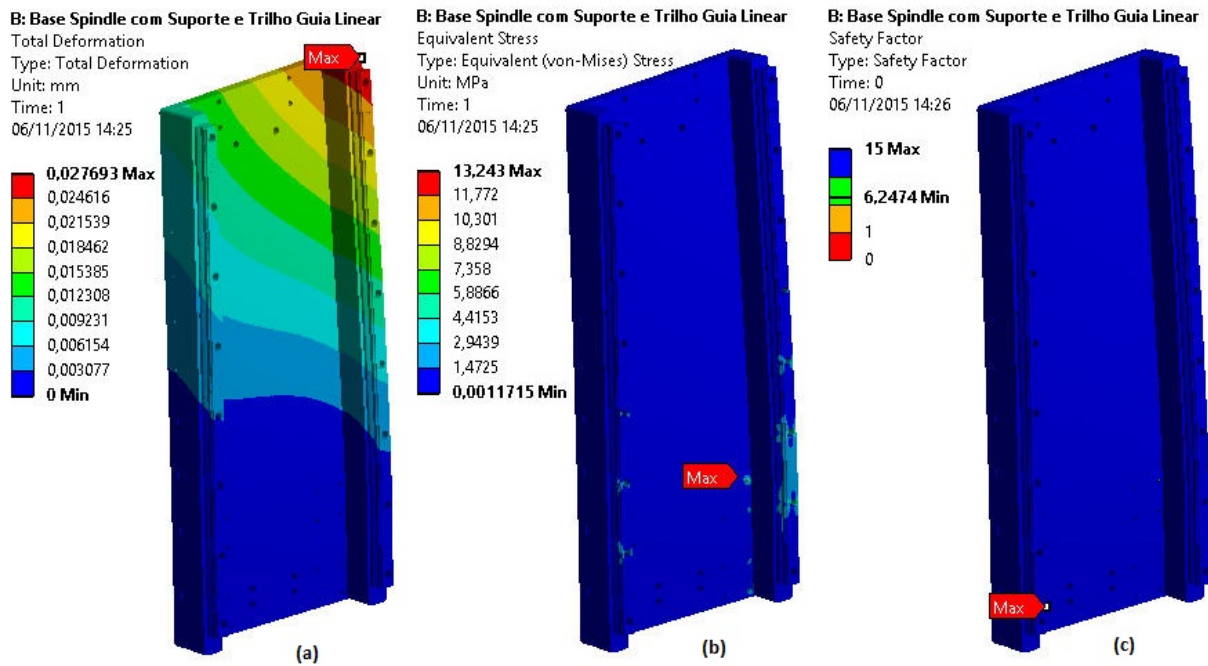 B: Base Spindle com Suporte e Trilho Guia Linear
Total Deformation
Type: Total Deformation
Unit: mm
Time: 1
06/11/2015 14:25
Max
0,027693 Max
0,024616
0,021539
0,018462
0,015385
0,012308
0,009231
0,006154
0,003077
0 Min
(a)
B: Base Spindle com Suporte e Trilho Guia Linear
Equivalent Stress
Type: Equivalent (von-Mises) Stress
Unit: MPa
Time: 1
06/11/2015 14:25
13,243 Max
11,772
10,301
8,8294
7,358
5,8866
4,4153
2,9439
1,4725
0,0011715 Min
Max
(b)
B: Base Spindle com Suporte e Trilho Guia Linear
Safety Factor
Type: Safety Factor
Time: 0
06/11/2015 14:26
15 Max
6,2474 Min
1
0
Max
(c)